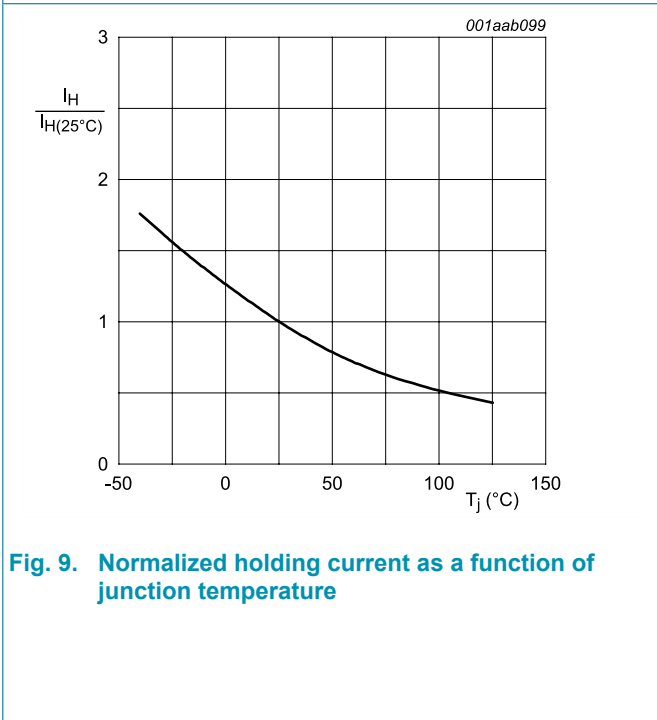 001aab099
3
I_H
I_H(25°C)
2
1
0
-50 0 50 100 150
T_j (°C)
Fig. 9. Normalized holding current as a function of
junction temperature